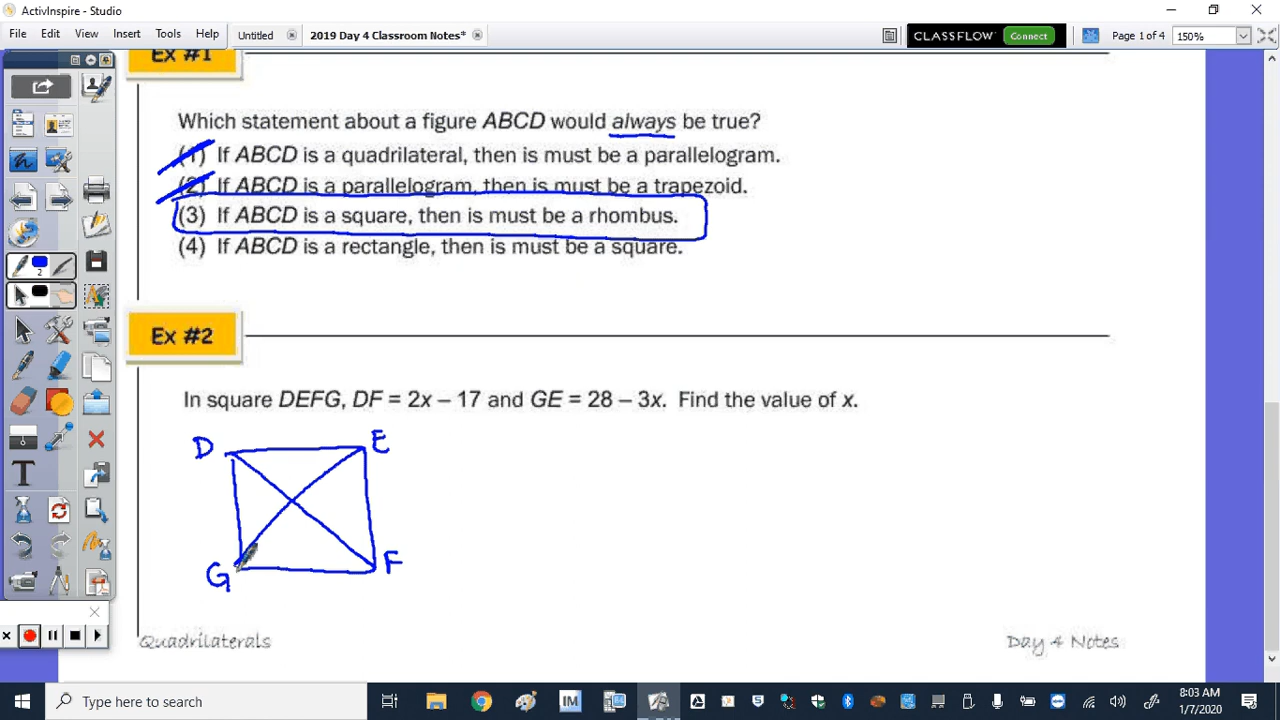 ActivInspire - Studio
File Edit View Insert Tools Help Untitled 2019 Day 4 Classroom Notes* CLASSFLOW Connect Page 1 of 4 150%
Ex #1
Which statement about a figure ABCD would always be true?
(1) If ABCD is a quadrilateral, then is must be a parallelogram.
(2) If ABCD is a parallelogram, then is must be a trapezoid.
(3) If ABCD is a square, then is must be a rhombus.
(4) If ABCD is a rectangle, then is must be a square.
2
Ex #2
In square DEFG, DF = 2x – 17 and GE = 28 – 3x. Find the value of x.
D E
G F
T
Quadrilaterals Day 4 Notes
Type here to search
IM
8:03 AM
1/7/2020